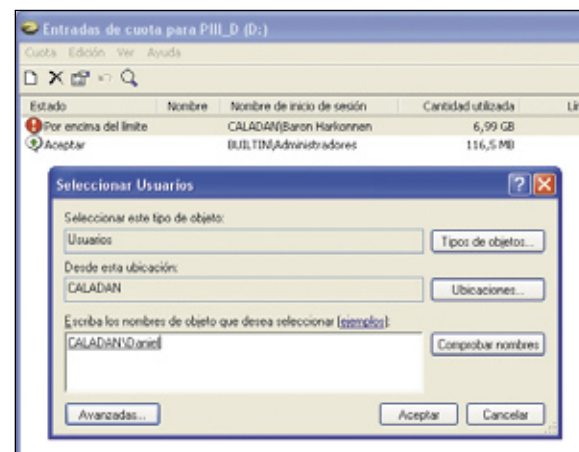 Entradas de cuota para PIII_D (D:)
Cuota Edición Ver Ayuda
Estado Nombre Nombre de inicio de sesión Cantidad utilizada
Por encima del límite CALADAN\Baron Harkonnen 6,99 GB
Aceptar BUILTIN\Administradores 116,5 MB
Seleccionar Usuarios
Seleccionar este tipo de objeto:
Usuarios Tipos de objetos...
Desde esta ubicación:
CALADAN Ubicaciones...
Escriba los nombres de objeto que desea seleccionar (ejemplos):
CALADAN\Daniel Comprobar nombres
Avanzadas... Aceptar Cancelar